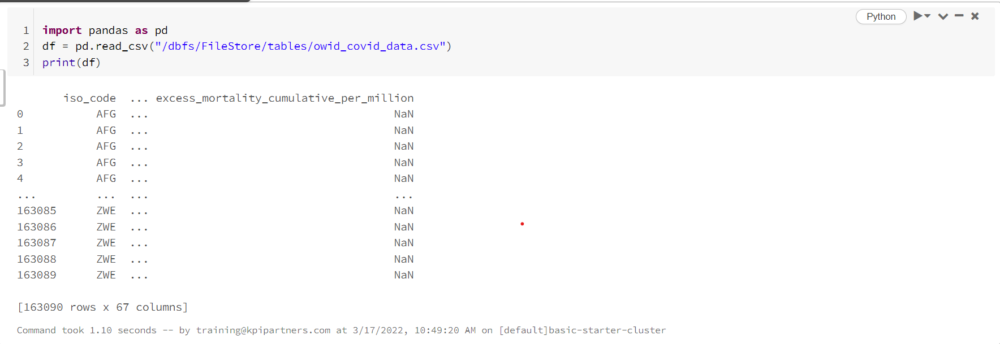 Python
1 import pandas as pd
2 df = pd.read_csv("/dbfs/FileStore/tables/owid_covid_data.csv")
3 print(df)
iso_code ... excess_mortality_cumulative_per_million
0 AFG ... NaN
1 AFG ... NaN
2 AFG ... NaN
3 AFG ... NaN
4 AFG ... NaN
... ... ... ...
163085 ZWE ... NaN
163086 ZWE ... NaN
163087 ZWE ... NaN
163088 ZWE ... NaN
163089 ZWE ... NaN
[163090 rows x 67 columns]
Command took 1.10 seconds -- by training@kpipartners.com at 3/17/2022, 10:49:20 AM on [default]basic-starter-cluster